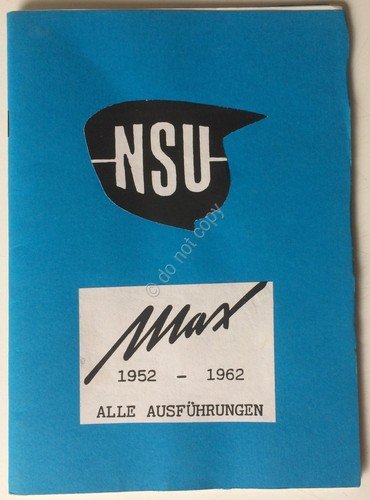 NSU
© do not copy
Max
1952 - 1962
ALLE AUSFÜHRUNGEN